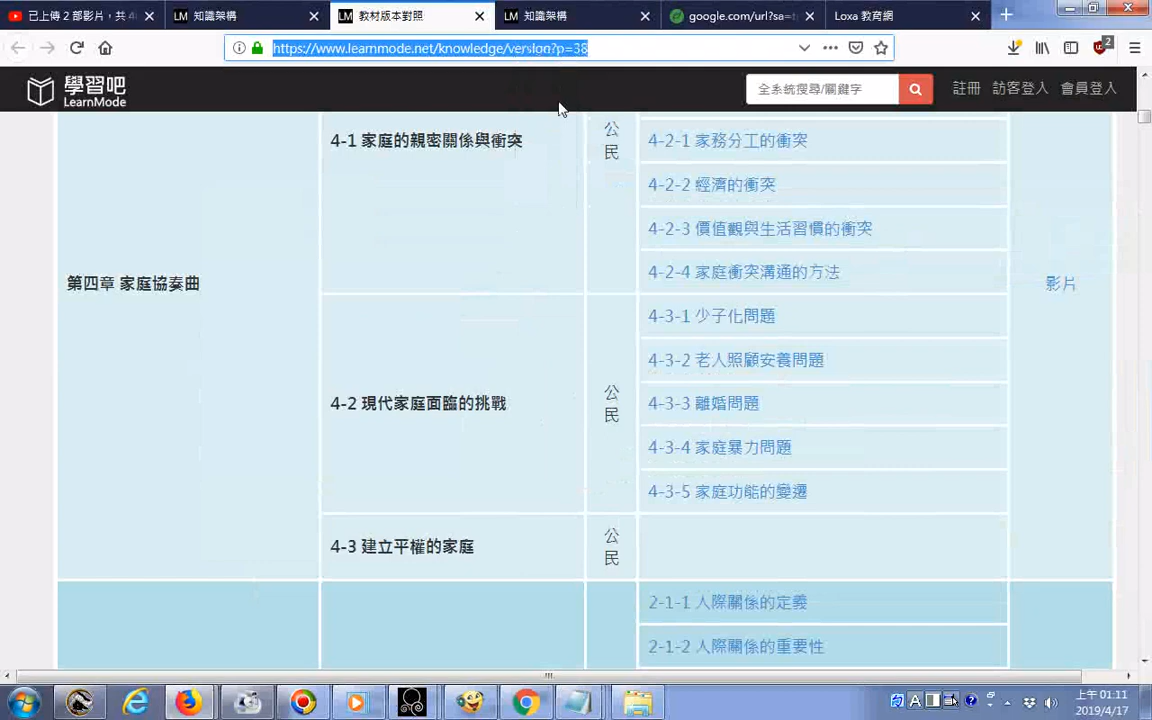 已上傳 2 部影片，共 4
知識架構
教材版本對照
知識架構
google.com/url?sa=
Loxa 教育網
https://www.learnmode.net/knowledge/version?p=38
2
學習吧
LearnMode
全系統搜尋/關鍵字
註冊
訪客登入
會員登入
4-1 家庭的親密關係與衝突
公民
4-2-1 家務分工的衝突
4-2-2 經濟的衝突
4-2-3 價值觀與生活習慣的衝突
4-2-4 家庭衝突溝通的方法
第四章 家庭協奏曲
影片
4-2 現代家庭面臨的挑戰
公民
4-3-1 少子化問題
4-3-2 老人照顧安養問題
4-3-3 離婚問題
4-3-4 家庭暴力問題
4-3-5 家庭功能的變遷
4-3 建立平權的家庭
公民
2-1-1 人際關係的定義
2-1-2 人際關係的重要性
上午 01:11
2019/4/17